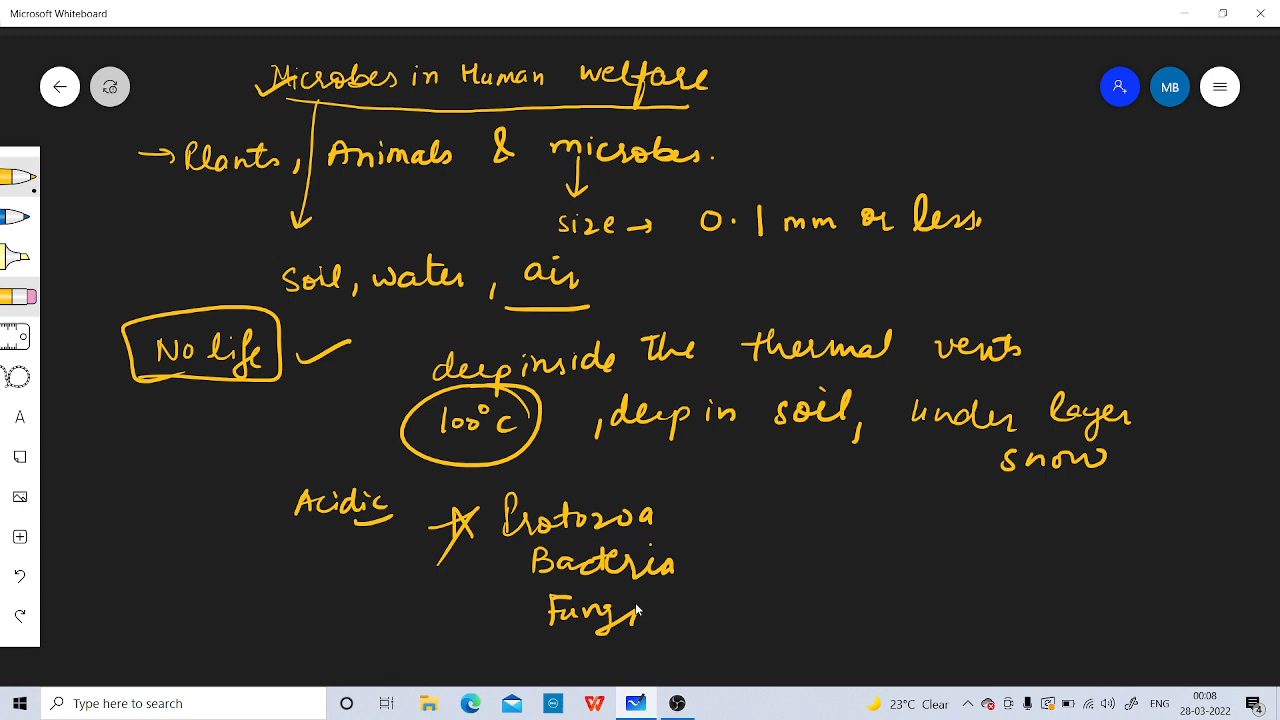 Microsoft Whiteboard
Microbes in Human welfare
MB
→ Plants, Animals & microbes.
size → 0.1 mm or less.
soil, water, air
No life
deep inside the thermal vents
100°C , deep in soil, under layer
snow
Acidic
Protozoa
Bacteria
Fungi
A
Type here to search
23°C Clear
ENG
00:08
28-03-2022
4